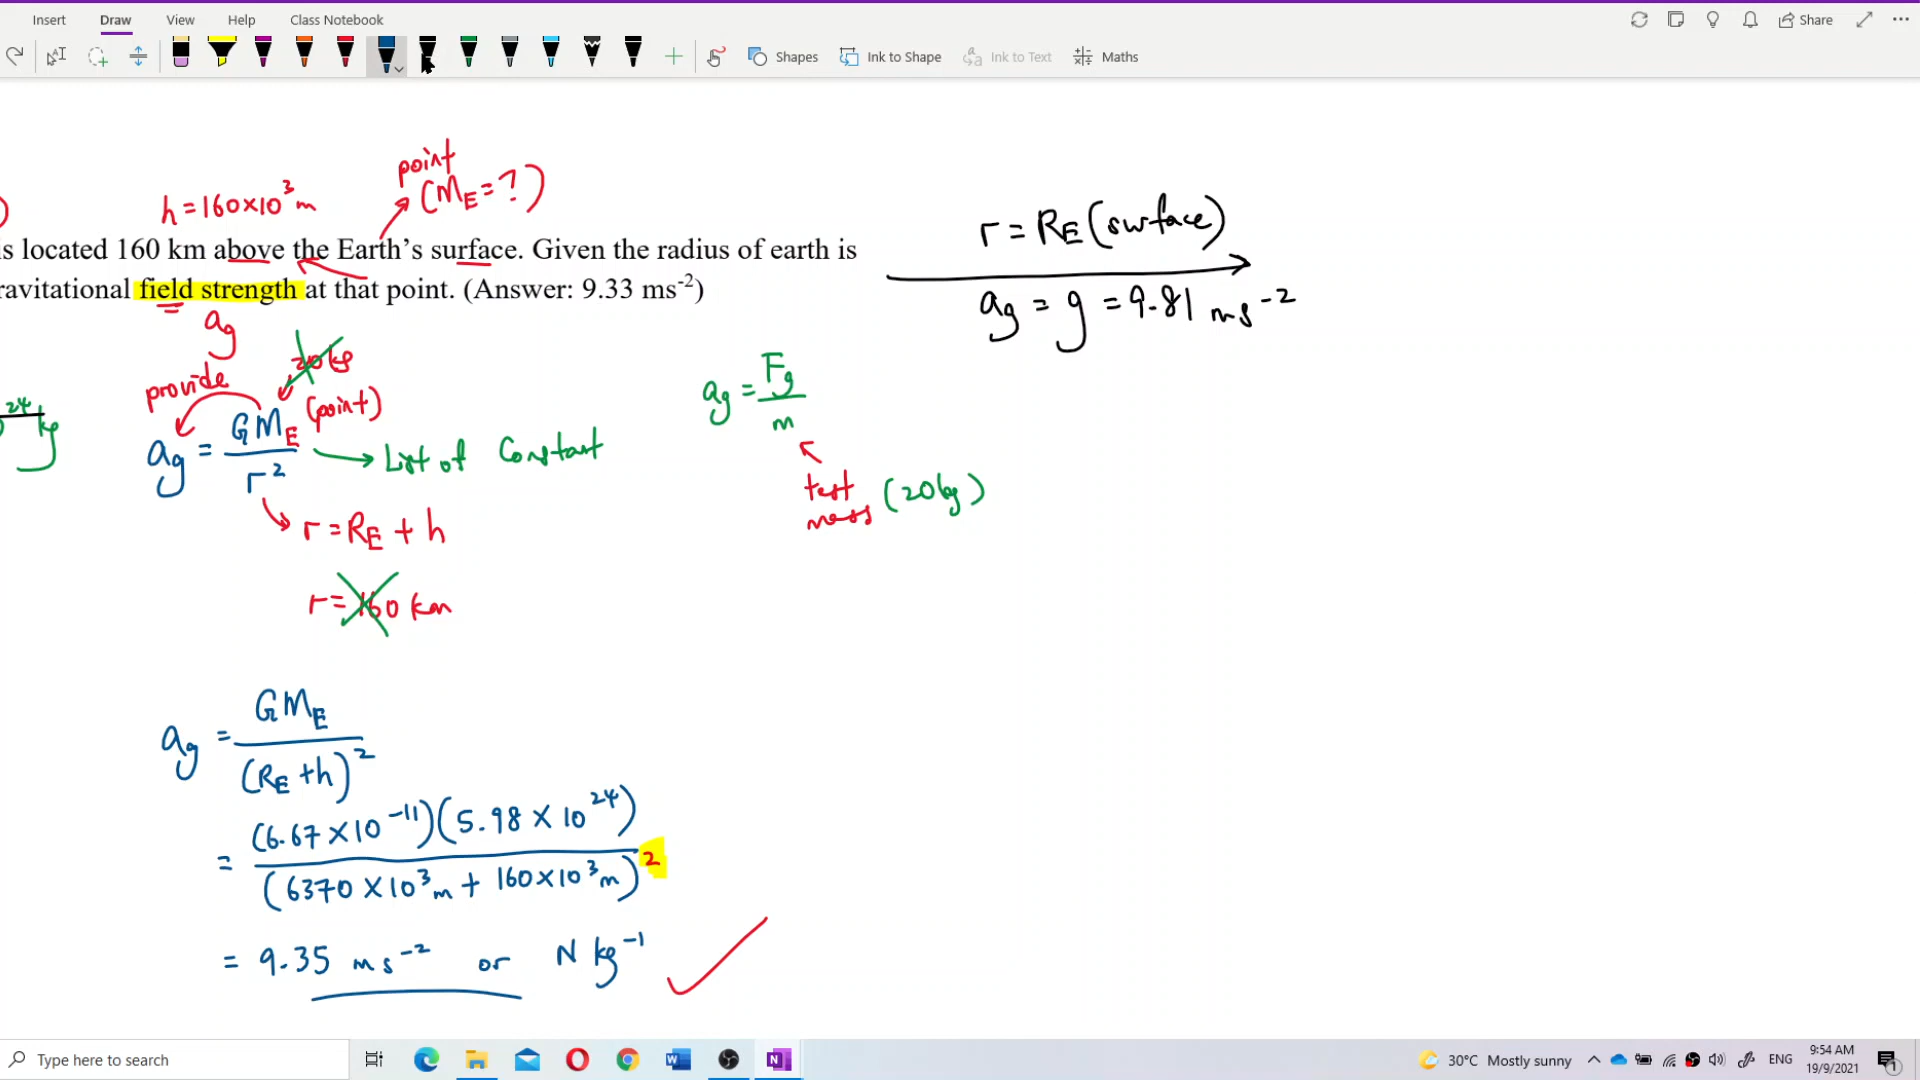 Insert Draw View Help Class Notebook
Share
Shapes Ink to Shape Ink to Text Maths
point
h = 160×10³ m
(M_E = ?)
s located 160 km above the Earth's surface. Given the radius of earth is
ravitational field strength at that point. (Answer: 9.33 ms⁻²)
r = R_E (surface)
a_g = g = 9.81 ms⁻²
a_g
20 kg
provide
(point)
24
kg
a_g = GM_E / r²
List of Constant
a_g = F_g / m
test
mass
(20kg)
r = R_E + h
r = 160 km
a_g = GM_E / (R_E + h)²
= (6.67 × 10⁻¹¹)(5.98 × 10²⁴) / (6370 × 10³ m + 160×10³ m)²
= 9.35 ms⁻² or N kg⁻¹
Type here to search
30°C Mostly sunny
ENG
9:54 AM
19/9/2021